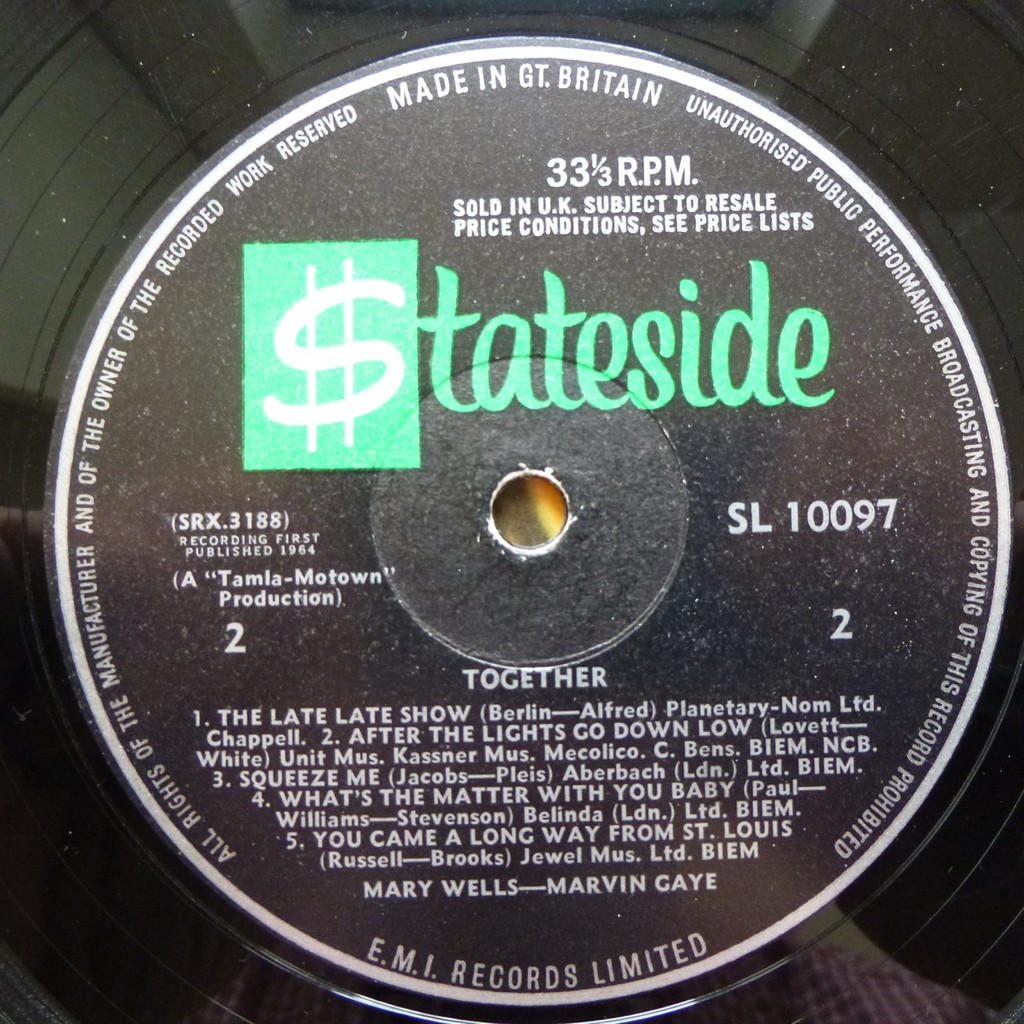 MADE IN GT. BRITAIN
UNAUTHORISED PUBLIC PERFORMANCE BROADCASTING AND COPYING OF THIS RECORD PROHIBITED
ALL RIGHTS OF THE MANUFACTURER AND OF THE OWNER OF THE RECORDED WORK RESERVED
33⅓ R.P.M.
SOLD IN U.K. SUBJECT TO RESALE
PRICE CONDITIONS, SEE PRICE LISTS
$tateside
(SRX.3188)
RECORDING FIRST
PUBLISHED 1964
(A "Tamla-Motown"
Production)
SL 10097
2
2
TOGETHER
1. THE LATE LATE SHOW (Berlin—Alfred) Planetary-Nom Ltd.
Chappell. 2. AFTER THE LIGHTS GO DOWN LOW (Lovett—
White) Unit Mus. Kassner Mus. Mecolico. C. Bens. BIEM. NCB.
3. SQUEEZE ME (Jacobs—Pleis) Aberbach (Ldn.) Ltd. BIEM.
4. WHAT'S THE MATTER WITH YOU BABY (Paul—
Williams—Stevenson) Belinda (Ldn.) Ltd. BIEM.
5. YOU CAME A LONG WAY FROM ST. LOUIS
(Russell—Brooks) Jewel Mus. Ltd. BIEM
MARY WELLS—MARVIN GAYE
E.M.I. RECORDS LIMITED